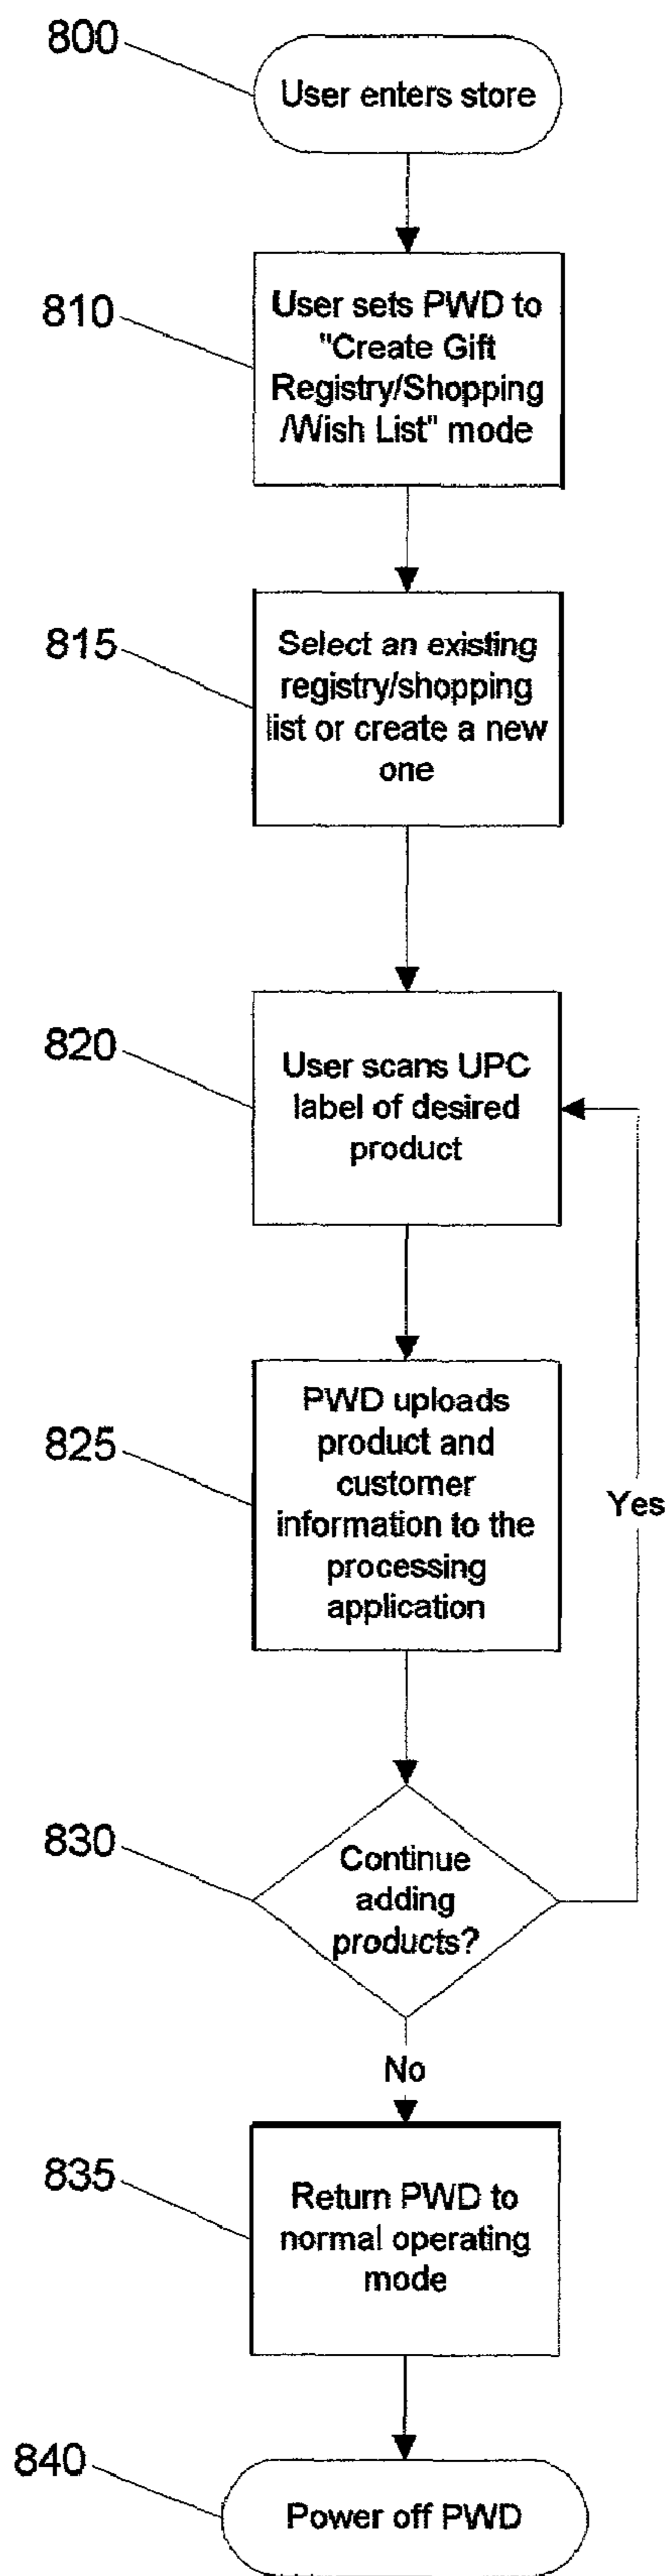 800
User enters store
810
User sets PWD to
"Create Gift
Registry/Shopping
/Wish List" mode
815
Select an existing
registry/shopping
list or create a new
one
820
User scans UPC
label of desired
product
825
PWD uploads
product and
customer
information to the
processing
application
Yes
830
Continue
adding
products?
No
835
Return PWD to
normal operating
mode
840
Power off PWD